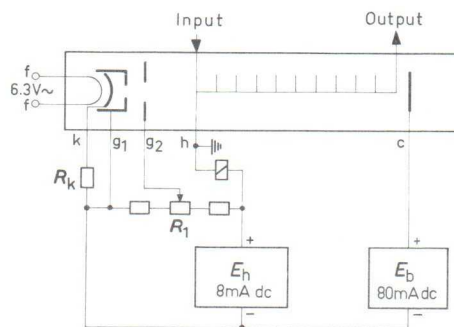 Input Output
f
6.3V~
f
k g1 g2 h c
Rk
R1
+ +
Eh Eb
8mA dc 80mA dc
− −